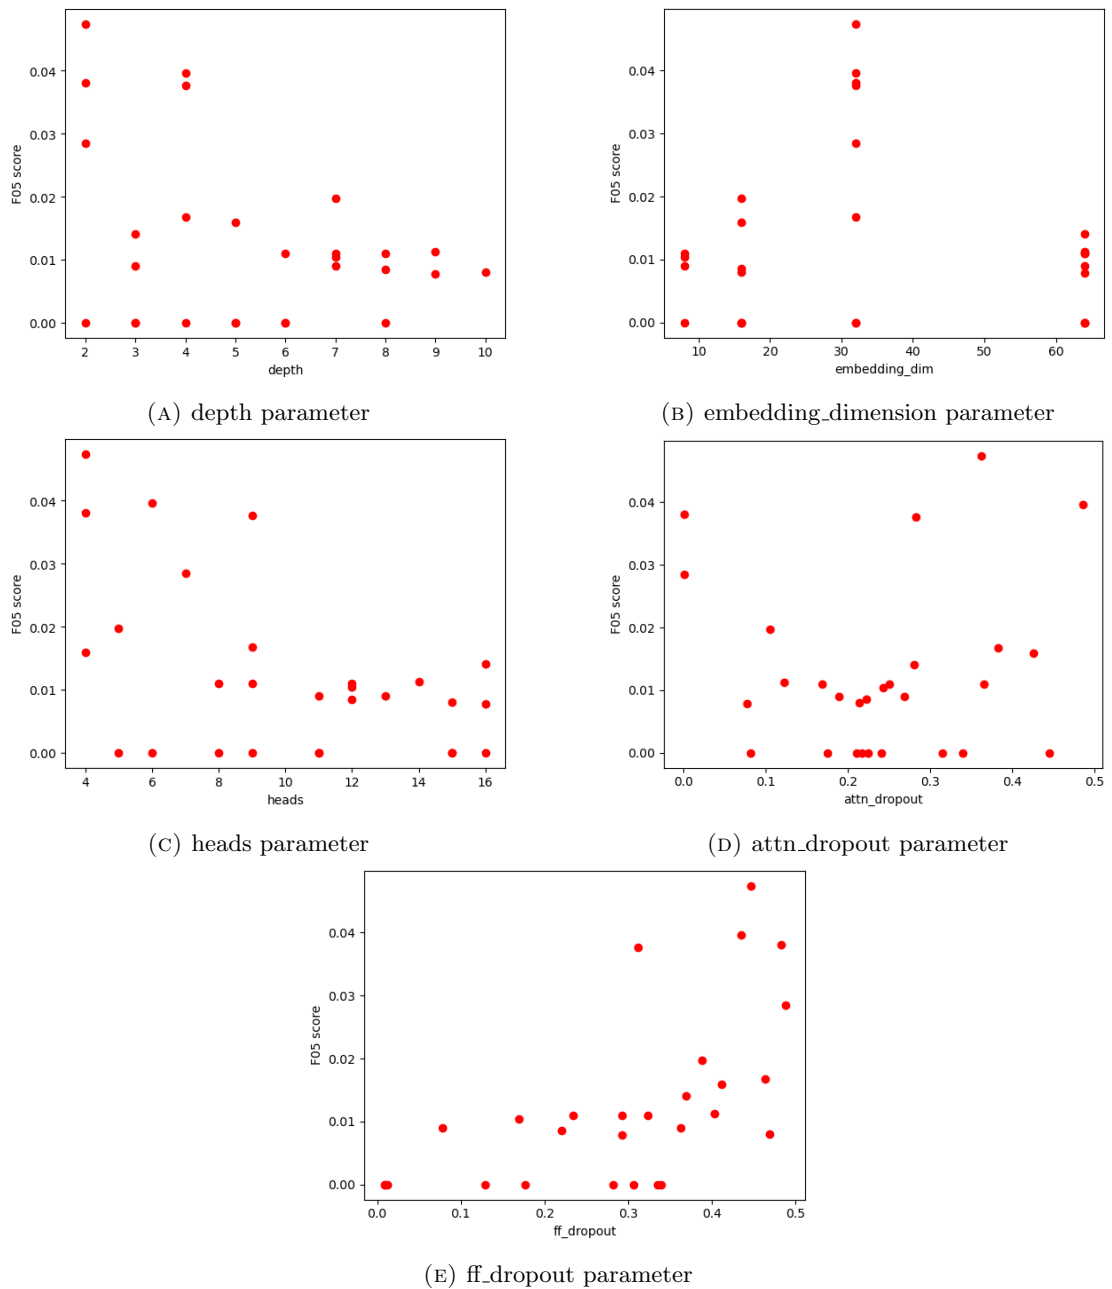 0.04
0.03
0.02
0.01
0.00
F05 score
2 3 4 5 6 7 8 9 10
depth
(A) depth parameter
0.04
0.03
0.02
0.01
0.00
F05 score
10 20 30 40 50 60
embedding_dim
(B) embedding_dimension parameter
0.04
0.03
0.02
0.01
0.00
F05 score
4 6 8 10 12 14 16
heads
(C) heads parameter
0.04
0.03
0.02
0.01
0.00
F05 score
0.0 0.1 0.2 0.3 0.4 0.5
attn_dropout
(D) attn_dropout parameter
0.04
0.03
0.02
0.01
0.00
F05 score
0.0 0.1 0.2 0.3 0.4 0.5
ff_dropout
(E) ff_dropout parameter